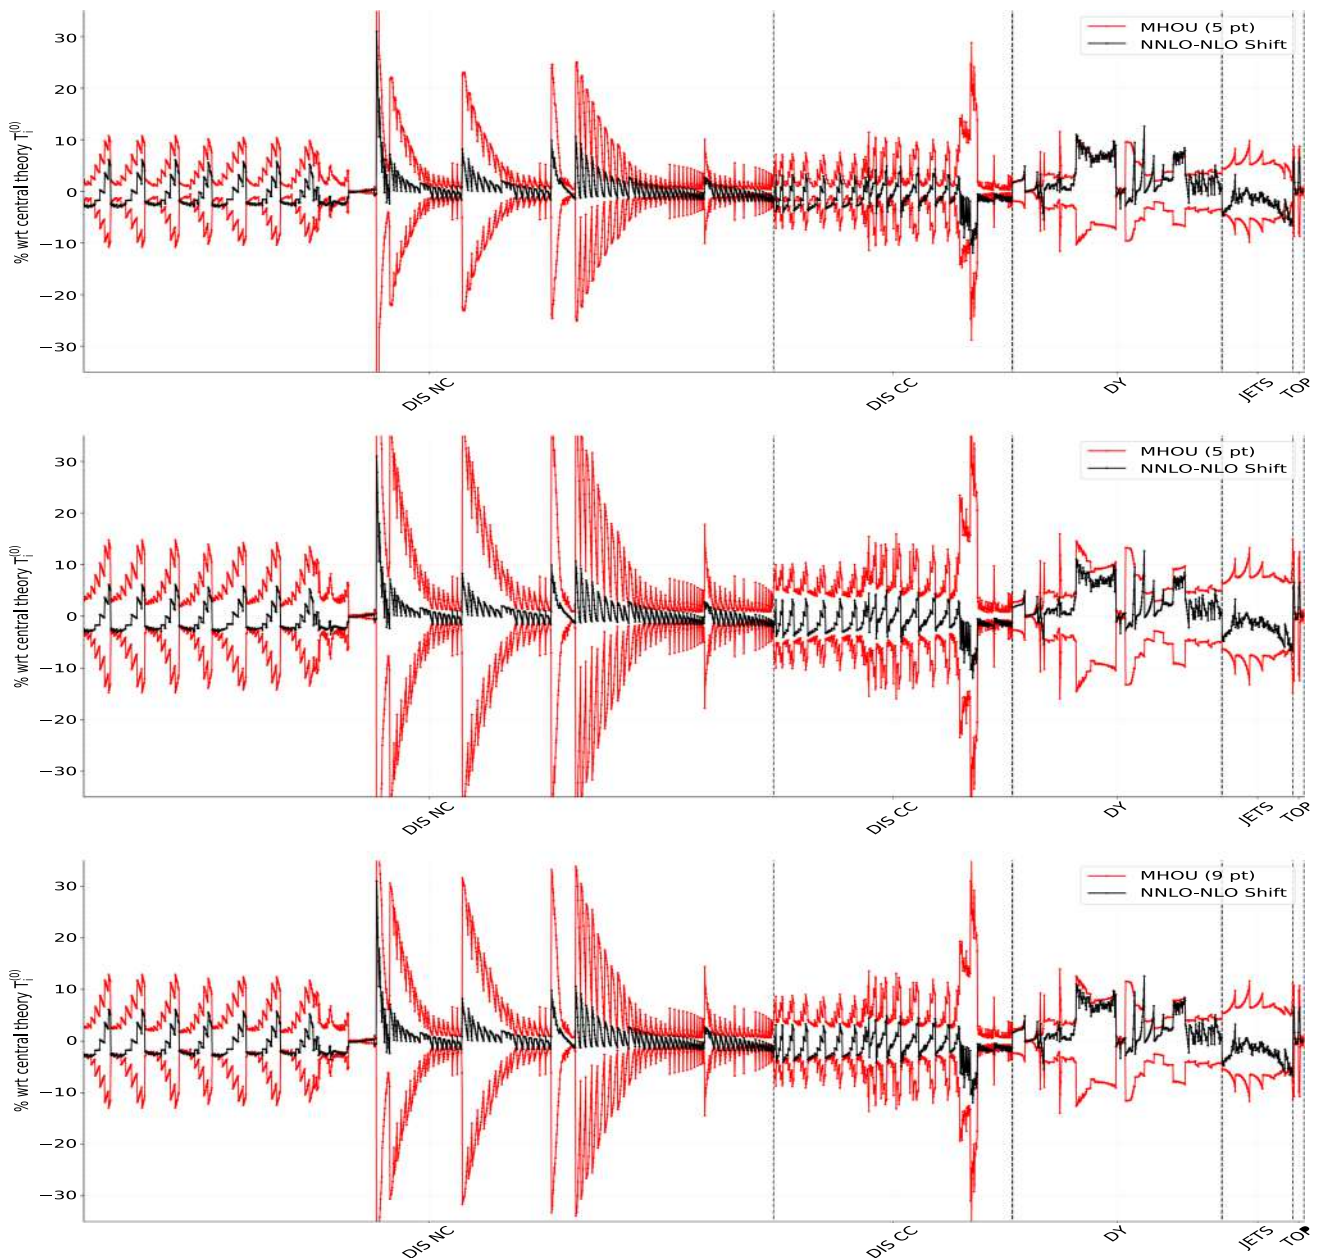 MHOU (5 pt)
NNLO-NLO Shift
% wrt central theory T_i^(0)
30
20
10
0
−10
−20
−30
DIS NC
DIS CC
DY
JETS
TOP
MHOU (5 pt)
NNLO-NLO Shift
% wrt central theory T_i^(0)
30
20
10
0
−10
−20
−30
DIS NC
DIS CC
DY
JETS
TOP
MHOU (9 pt)
NNLO-NLO Shift
% wrt central theory T_i^(0)
30
20
10
0
−10
−20
−30
DIS NC
DIS CC
DY
JETS
TOP